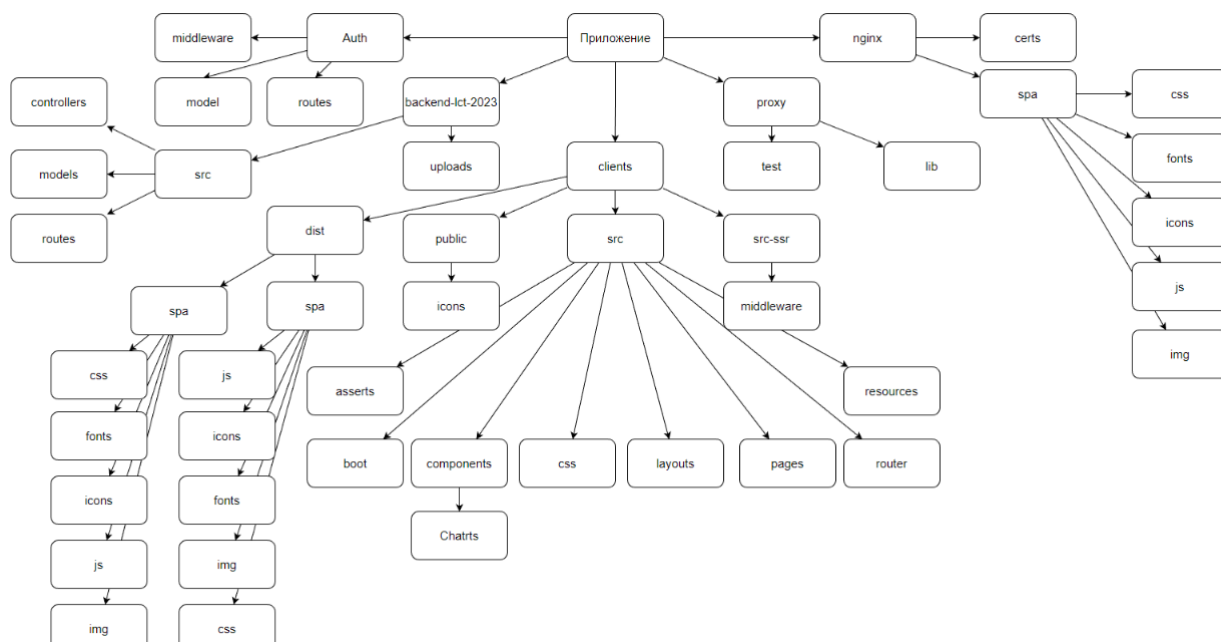 middleware
Auth
Приложение
nginx
certs
controllers
model
routes
backend-lct-2023
proxy
spa
css
models
src
uploads
clients
test
lib
fonts
routes
dist
public
src
src-ssr
icons
spa
spa
icons
middleware
js
css
js
asserts
resources
img
fonts
icons
boot
components
css
layouts
pages
router
icons
fonts
Chatrts
js
img
img
css